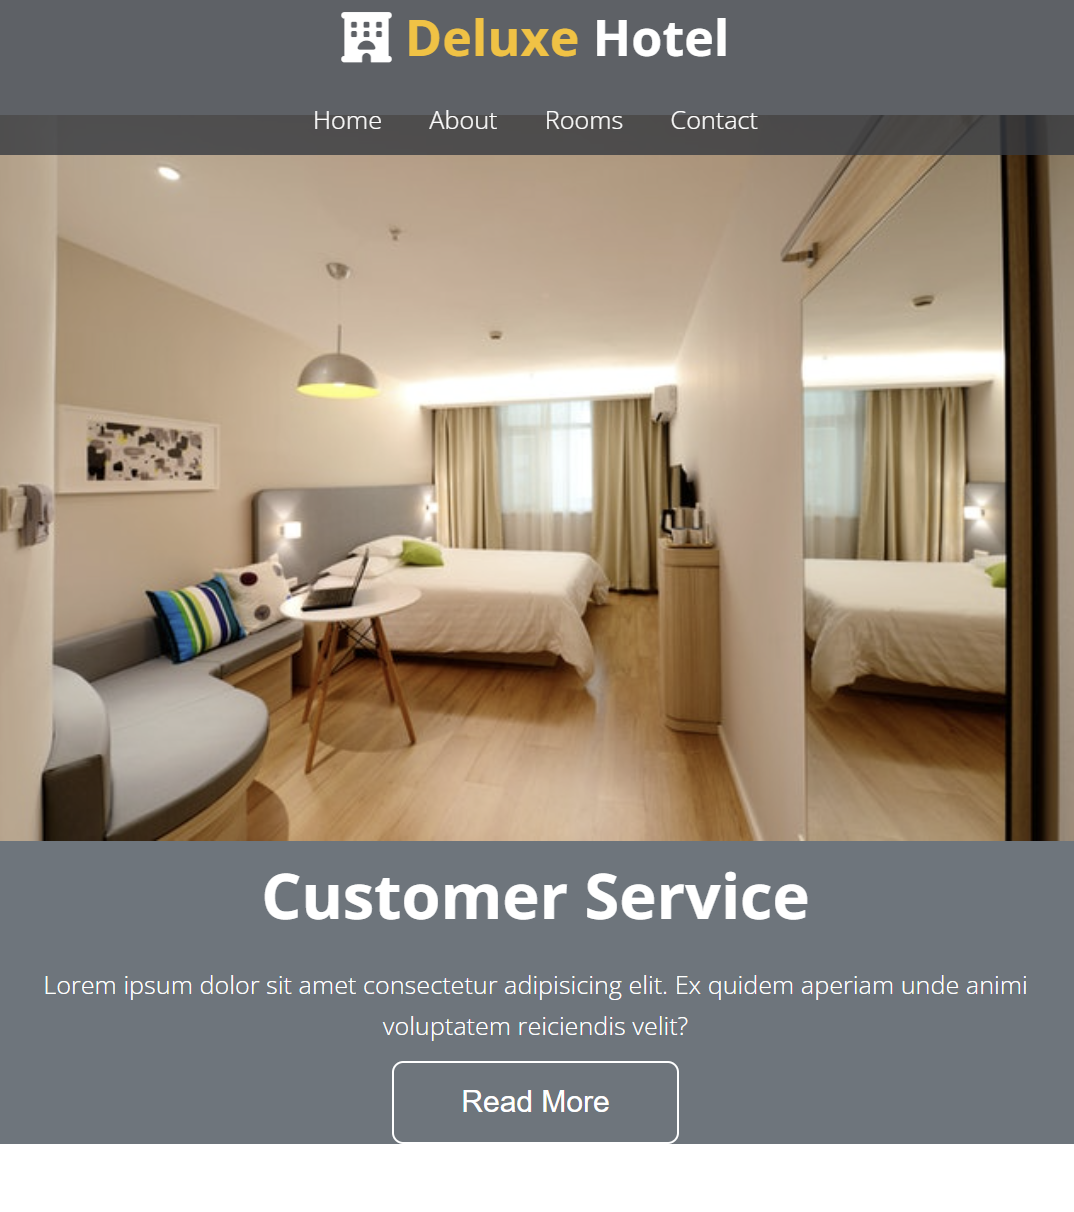 Deluxe Hotel
Home About Rooms Contact
Customer Service
Lorem ipsum dolor sit amet consectetur adipisicing elit. Ex quidem aperiam unde animi
voluptatem reiciendis velit?
Read More